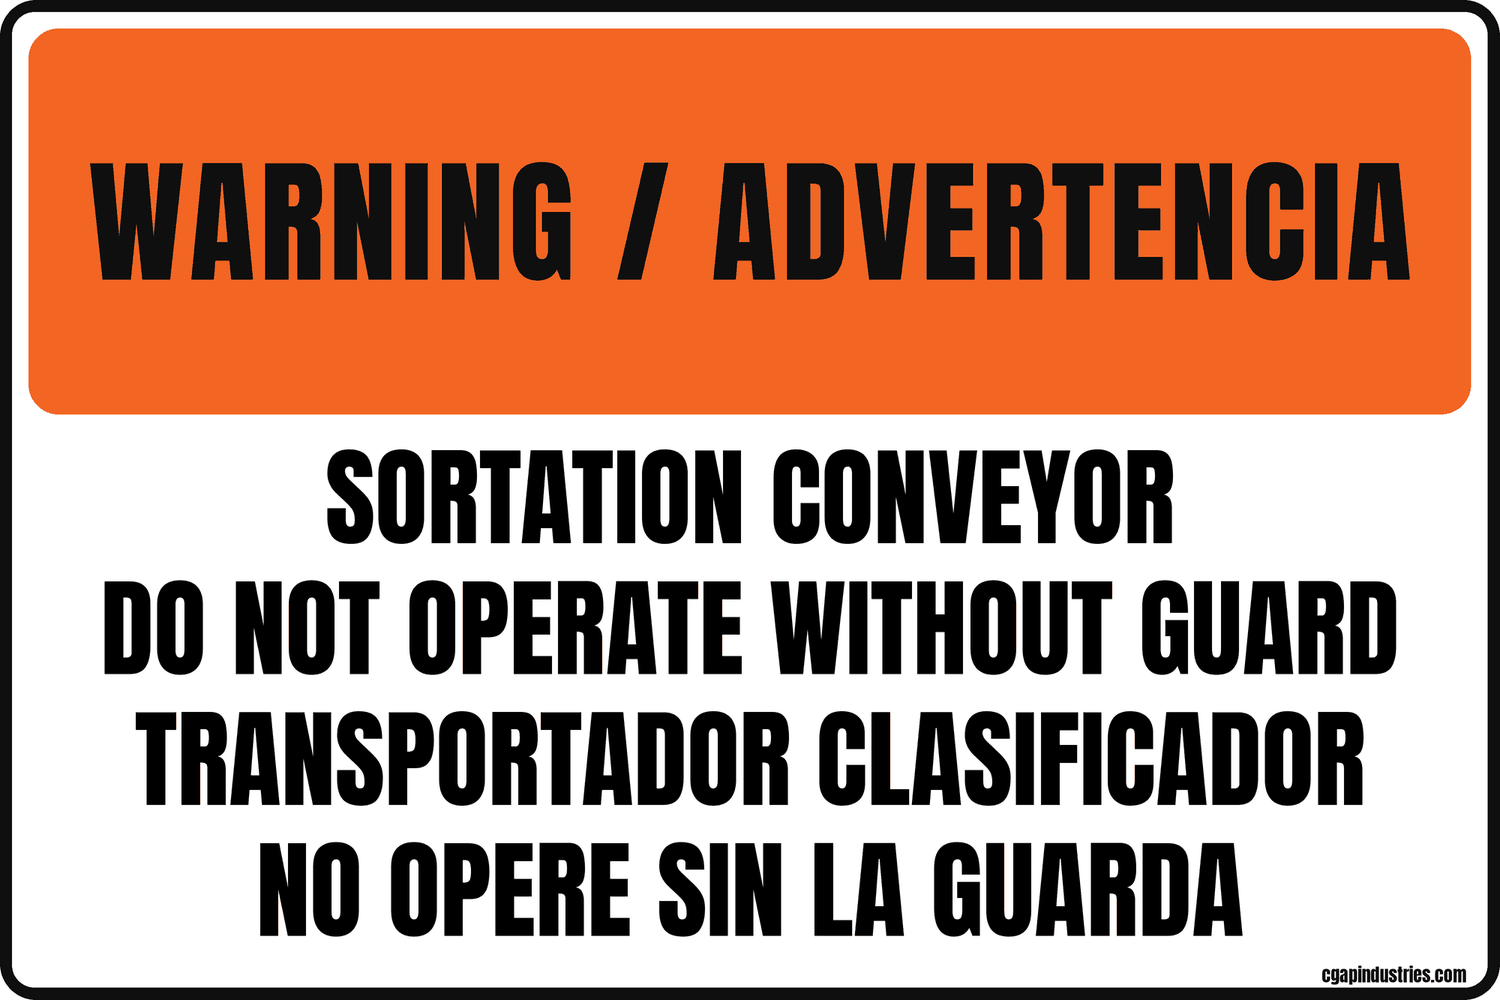 WARNING / ADVERTENCIA
SORTATION CONVEYOR
DO NOT OPERATE WITHOUT GUARD
TRANSPORTADOR CLASIFICADOR
NO OPERE SIN LA GUARDA
cgapindustries.com